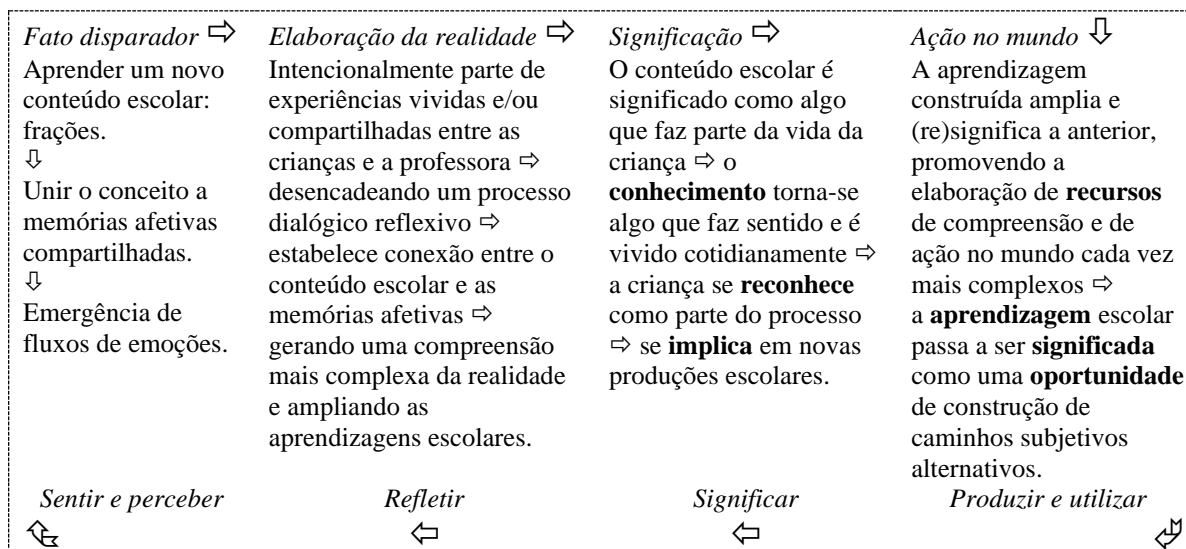 Fato disparador ⇨
Aprender um novo
conteúdo escolar:
frações.
⇩
Unir o conceito a
memórias afetivas
compartilhadas.
⇩
Emergência de
fluxos de emoções.
Elaboração da realidade ⇨
Intencionalmente parte de
experiências vividas e/ou
compartilhadas entre as
crianças e a professora ⇨
desencadeando um processo
dialógico reflexivo ⇨
estabelece conexão entre o
conteúdo escolar e as
memórias afetivas ⇨
gerando uma compreensão
mais complexa da realidade
e ampliando as
aprendizagens escolares.
Significação ⇨
O conteúdo escolar é
significado como algo
que faz parte da vida da
criança ⇨ o
conhecimento torna-se
algo que faz sentido e é
vivido cotidianamente ⇨
a criança se reconhece
como parte do processo
⇨ se implica em novas
produções escolares.
Ação no mundo ⇩
A aprendizagem
construída amplia e
(re)significa a anterior,
promovendo a
elaboração de recursos
de compreensão e de
ação no mundo cada vez
mais complexos ⇨
a aprendizagem escolar
passa a ser significada
como uma oportunidade
de construção de
caminhos subjetivos
alternativos.
Sentir e perceber
Refletir
Significar
Produzir e utilizar